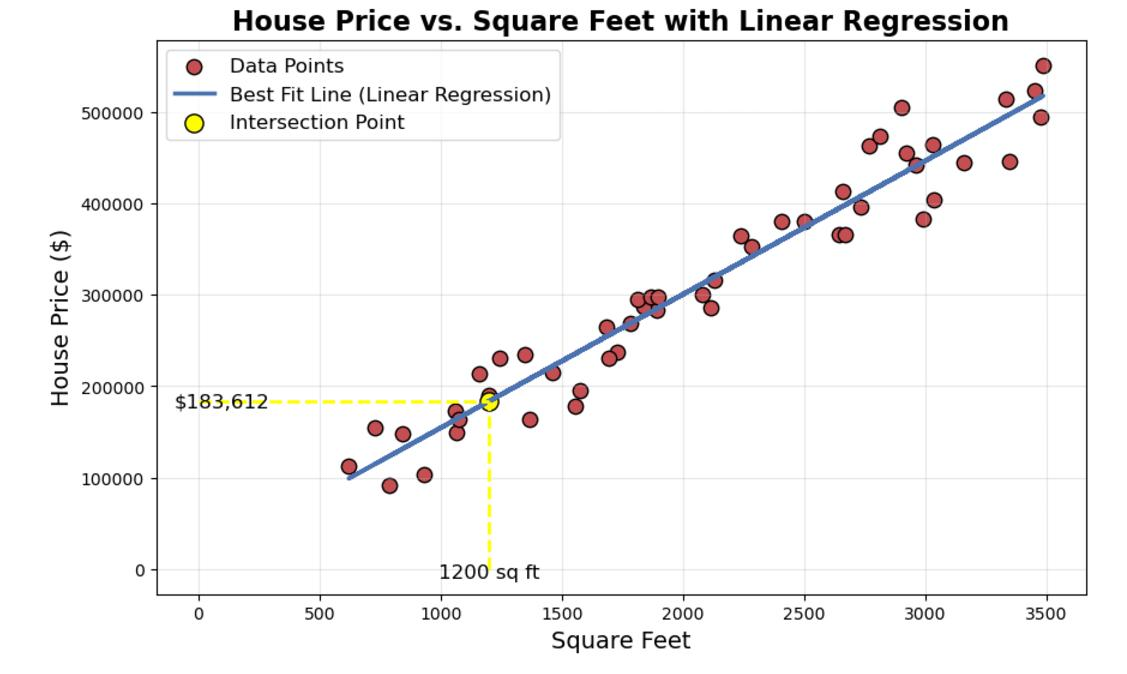 House Price vs. Square Feet with Linear Regression
Data Points
Best Fit Line (Linear Regression)
Intersection Point
House Price ($)
500000
400000
300000
200000
$183,612
100000
0
1200 sq ft
0 500 1000 1500 2000 2500 3000 3500
Square Feet